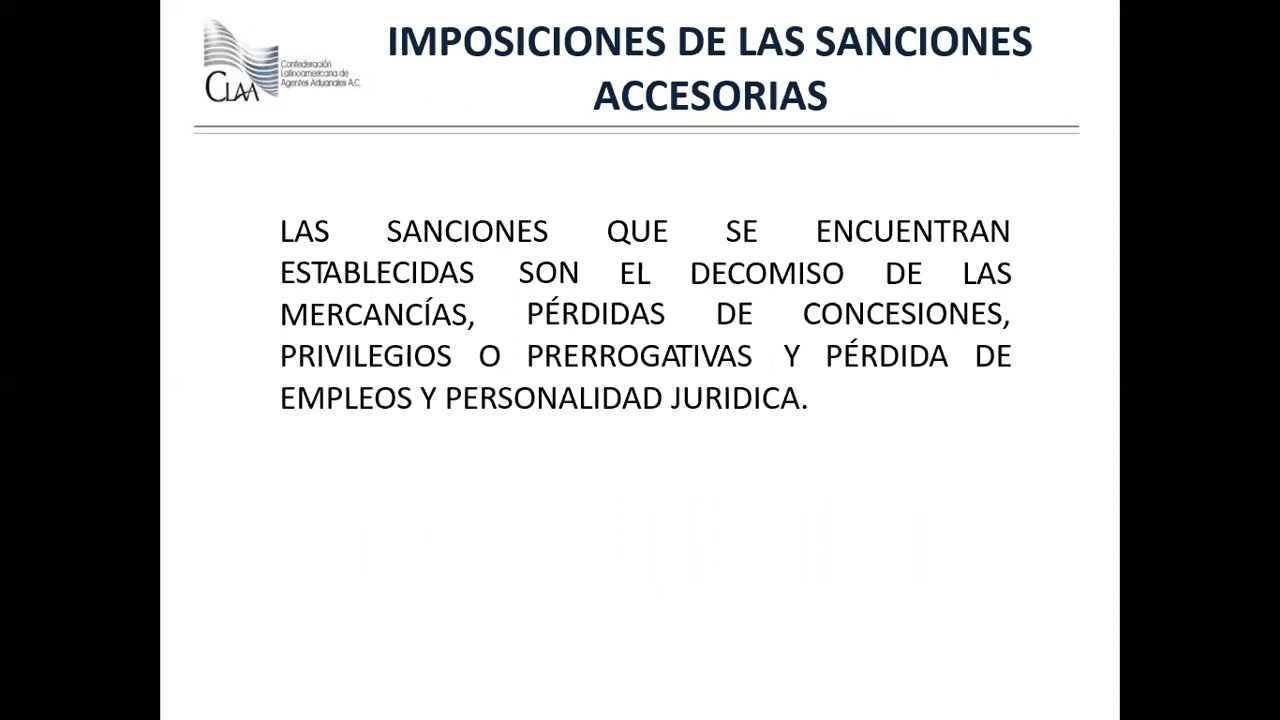 CLAA
Confederación
Latinoamericana de
Agentes Aduanales A.C.
IMPOSICIONES DE LAS SANCIONES
ACCESORIAS
LAS SANCIONES QUE SE ENCUENTRAN
ESTABLECIDAS SON EL DECOMISO DE LAS
MERCANCÍAS, PÉRDIDAS DE CONCESIONES,
PRIVILEGIOS O PRERROGATIVAS Y PÉRDIDA DE
EMPLEOS Y PERSONALIDAD JURIDICA.